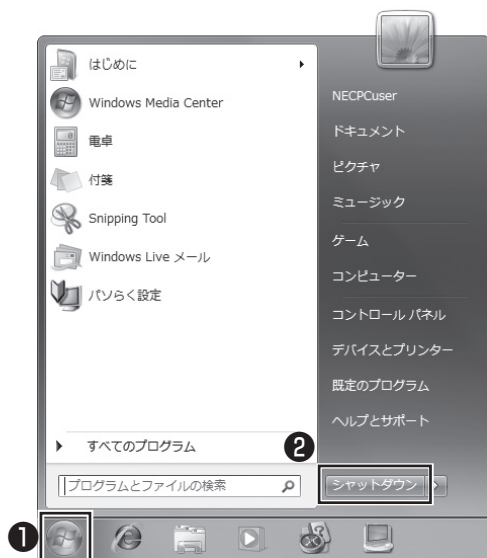 はじめに
Windows Media Center
電卓
付箋
Snipping Tool
Windows Live メール
パソらく設定
すべてのプログラム
プログラムとファイルの検索
NECPCuser
ドキュメント
ピクチャ
ミュージック
ゲーム
コンピューター
コントロール パネル
デバイスとプリンター
既定のプログラム
ヘルプとサポート
❷
シャットダウン
❶